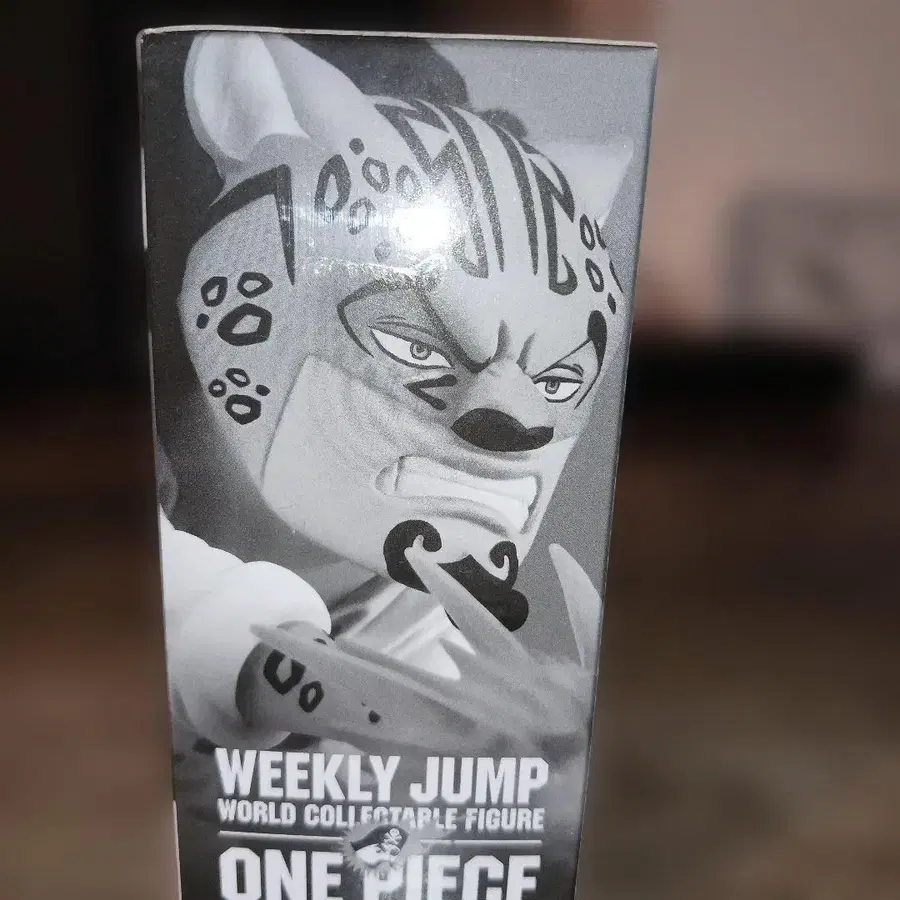 WEEKLY JUMP
WORLD COLLECTABLE FIGURE
ONE PIECE